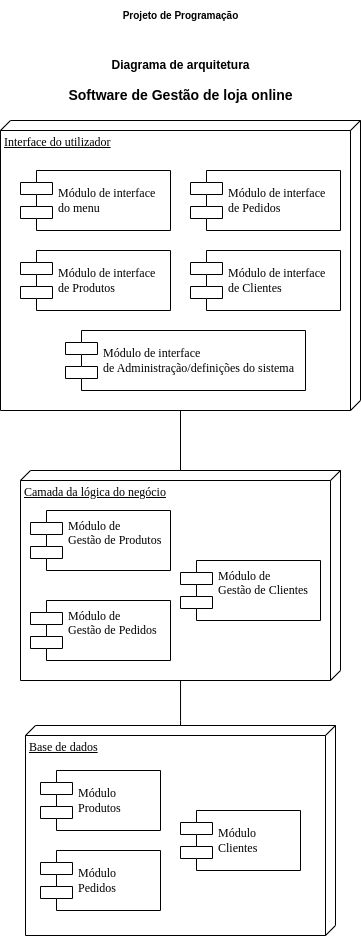 Projeto de Programação
Diagrama de arquitetura
Software de Gestão de loja online
Interface do utilizador
Módulo de interface
do menu
Módulo de interface
de Pedidos
Módulo de interface
de Produtos
Módulo de interface
de Clientes
Módulo de interface
de Administração/definições do sistema
Camada da lógica do negócio
Módulo de
Gestão de Produtos
Módulo de
Gestão de Clientes
Módulo de
Gestão de Pedidos
Base de dados
Módulo
Produtos
Módulo
Clientes
Módulo
Pedidos